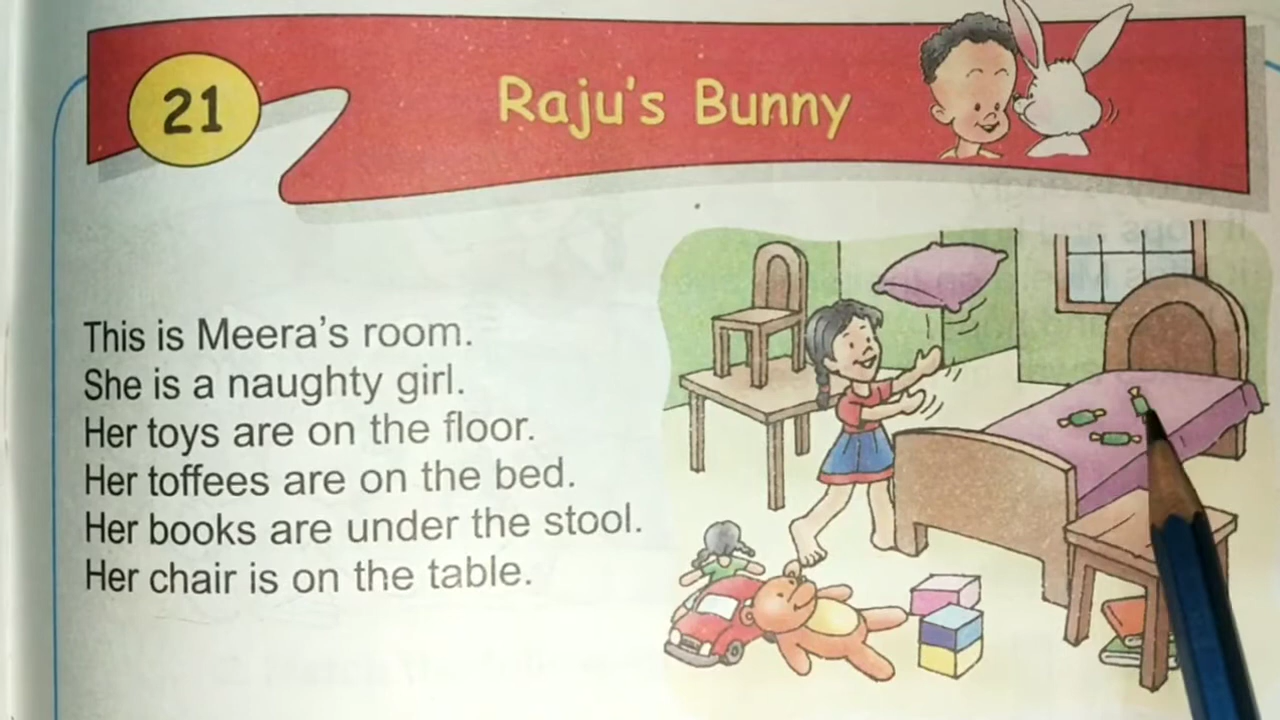 21
Raju's Bunny
This is Meera's room.
She is a naughty girl.
Her toys are on the floor.
Her toffees are on the bed.
Her books are under the stool.
Her chair is on the table.